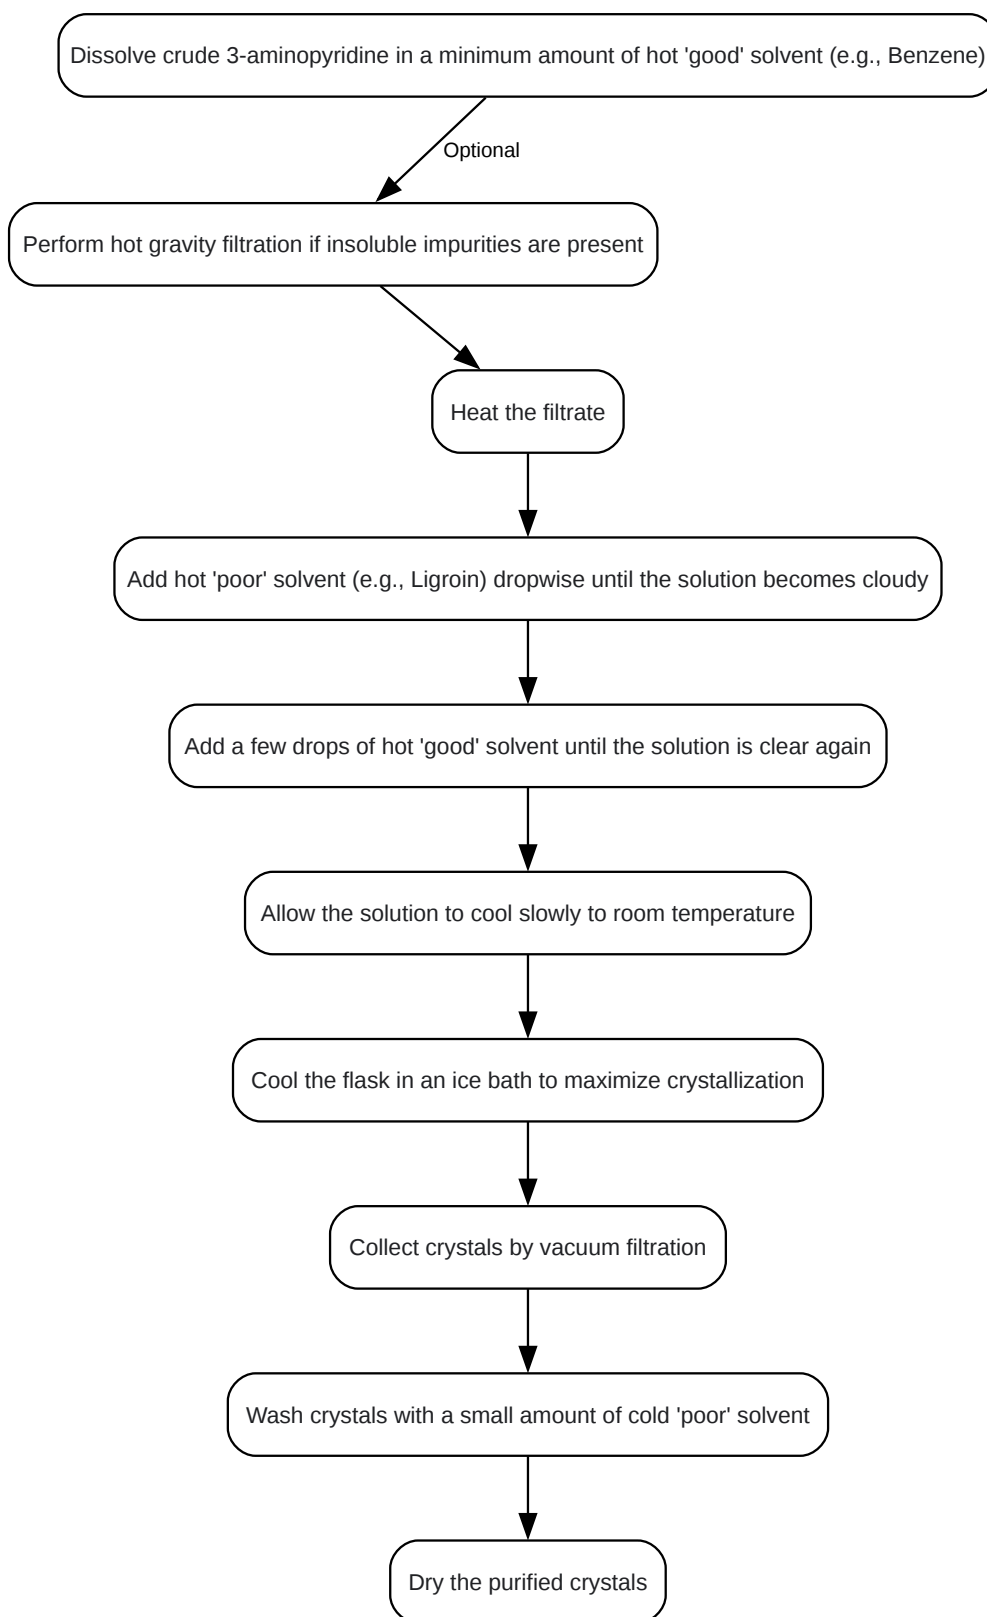 Dissolve crude 3-aminopyridine in a minimum amount of hot 'good' solvent (e.g., Benzene)
Optional
Perform hot gravity filtration if insoluble impurities are present
Heat the filtrate
Add hot 'poor' solvent (e.g., Ligroin) dropwise until the solution becomes cloudy
Add a few drops of hot 'good' solvent until the solution is clear again
Allow the solution to cool slowly to room temperature
Cool the flask in an ice bath to maximize crystallization
Collect crystals by vacuum filtration
Wash crystals with a small amount of cold 'poor' solvent
Dry the purified crystals